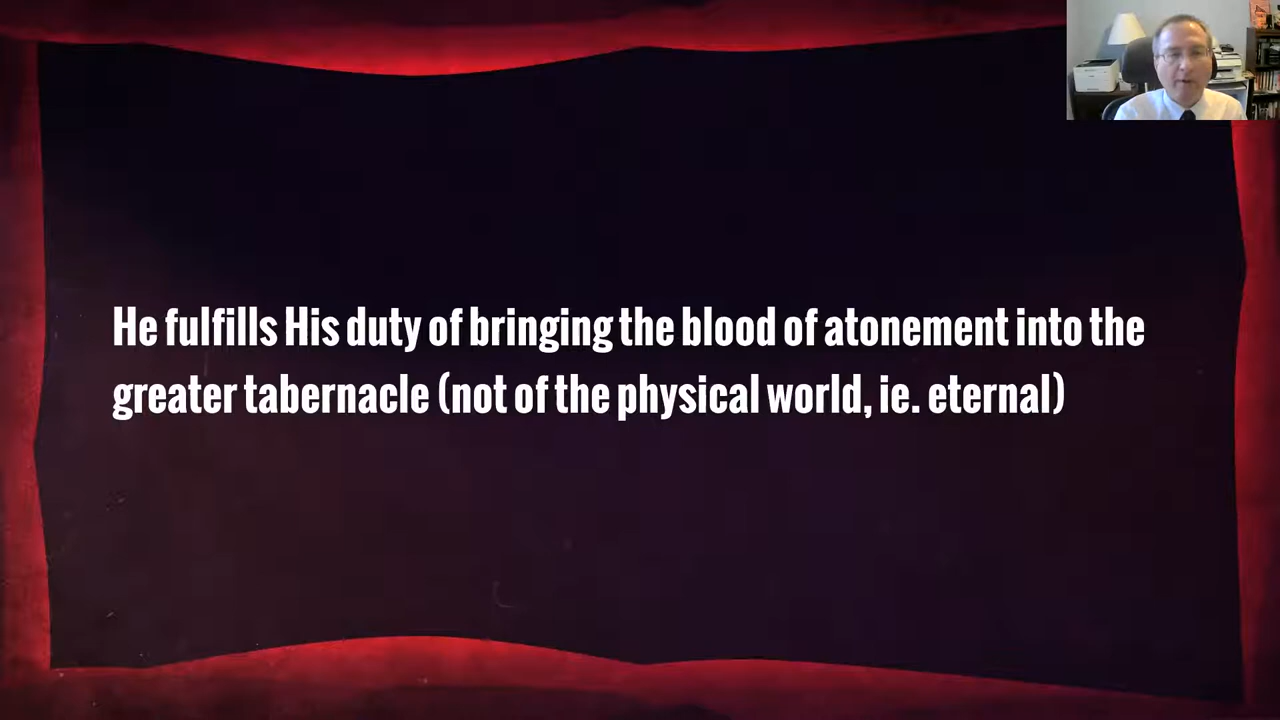 He fulfills His duty of bringing the blood of atonement into the
greater tabernacle (not of the physical world, ie. eternal)